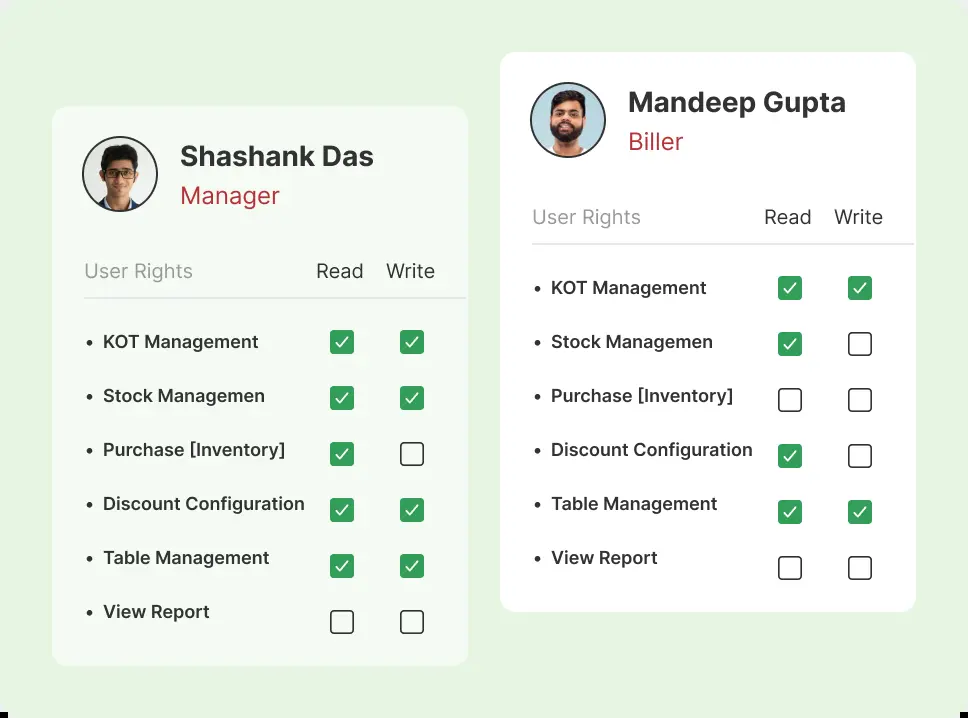 Shashank Das
Manager
User Rights Read Write
• KOT Management
• Stock Managemen
• Purchase [Inventory]
• Discount Configuration
• Table Management
• View Report
Mandeep Gupta
Biller
User Rights Read Write
• KOT Management
• Stock Managemen
• Purchase [Inventory]
• Discount Configuration
• Table Management
• View Report